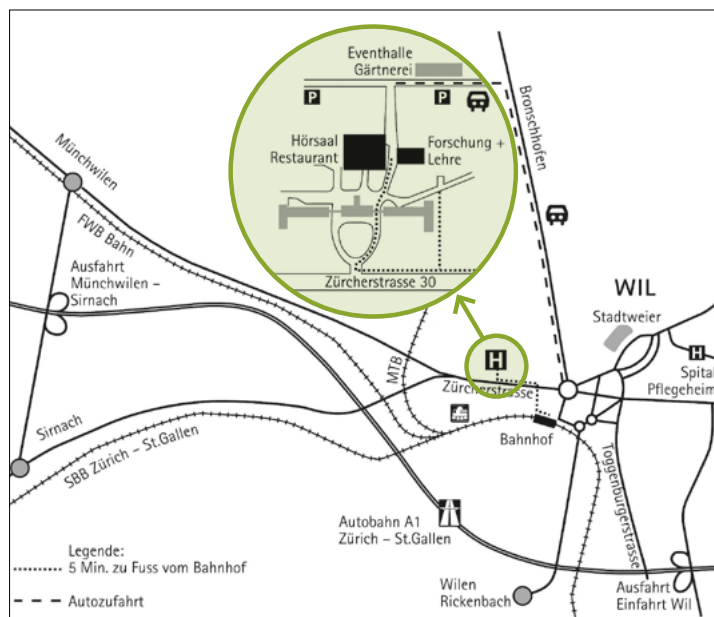 Eventhalle
Gärtnerei
P
P
Hörsaal
Restaurant
Forschung +
Lehre
Zürcherstrasse 30
Bronschhofen
Münchwilen
FWB Bahn
Ausfahrt
Münchwilen –
Sirnach
WIL
Stadtweier
H
H
Spital
Pflegeheim
MTB
Zürcherstrasse
Sirnach
SBB Zürich – St.Gallen
Bahnhof
Toggenburgerstrasse
Autobahn A1
Zürich – St.Gallen
Legende:
5 Min. zu Fuss vom Bahnhof
Autozufahrt
Wilen
Rickenbach
Ausfahrt
Einfahrt Wil